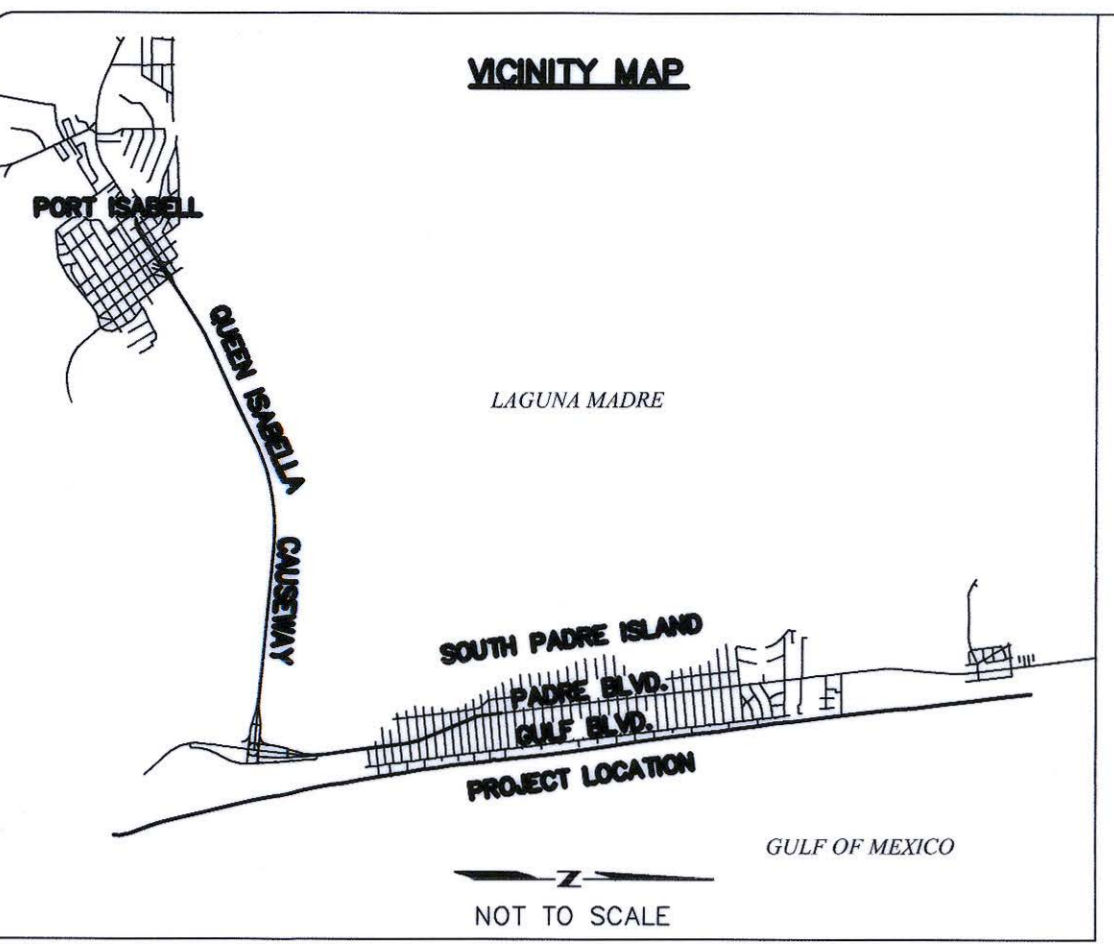 VICINITY MAP
PORT ISABELL
QUEEN ISABELLA
CAUSEWAY
LAGUNA MADRE
SOUTH PADRE ISLAND
PADRE BLVD.
GULF BLVD.
PROJECT LOCATION
GULF OF MEXICO
N
NOT TO SCALE